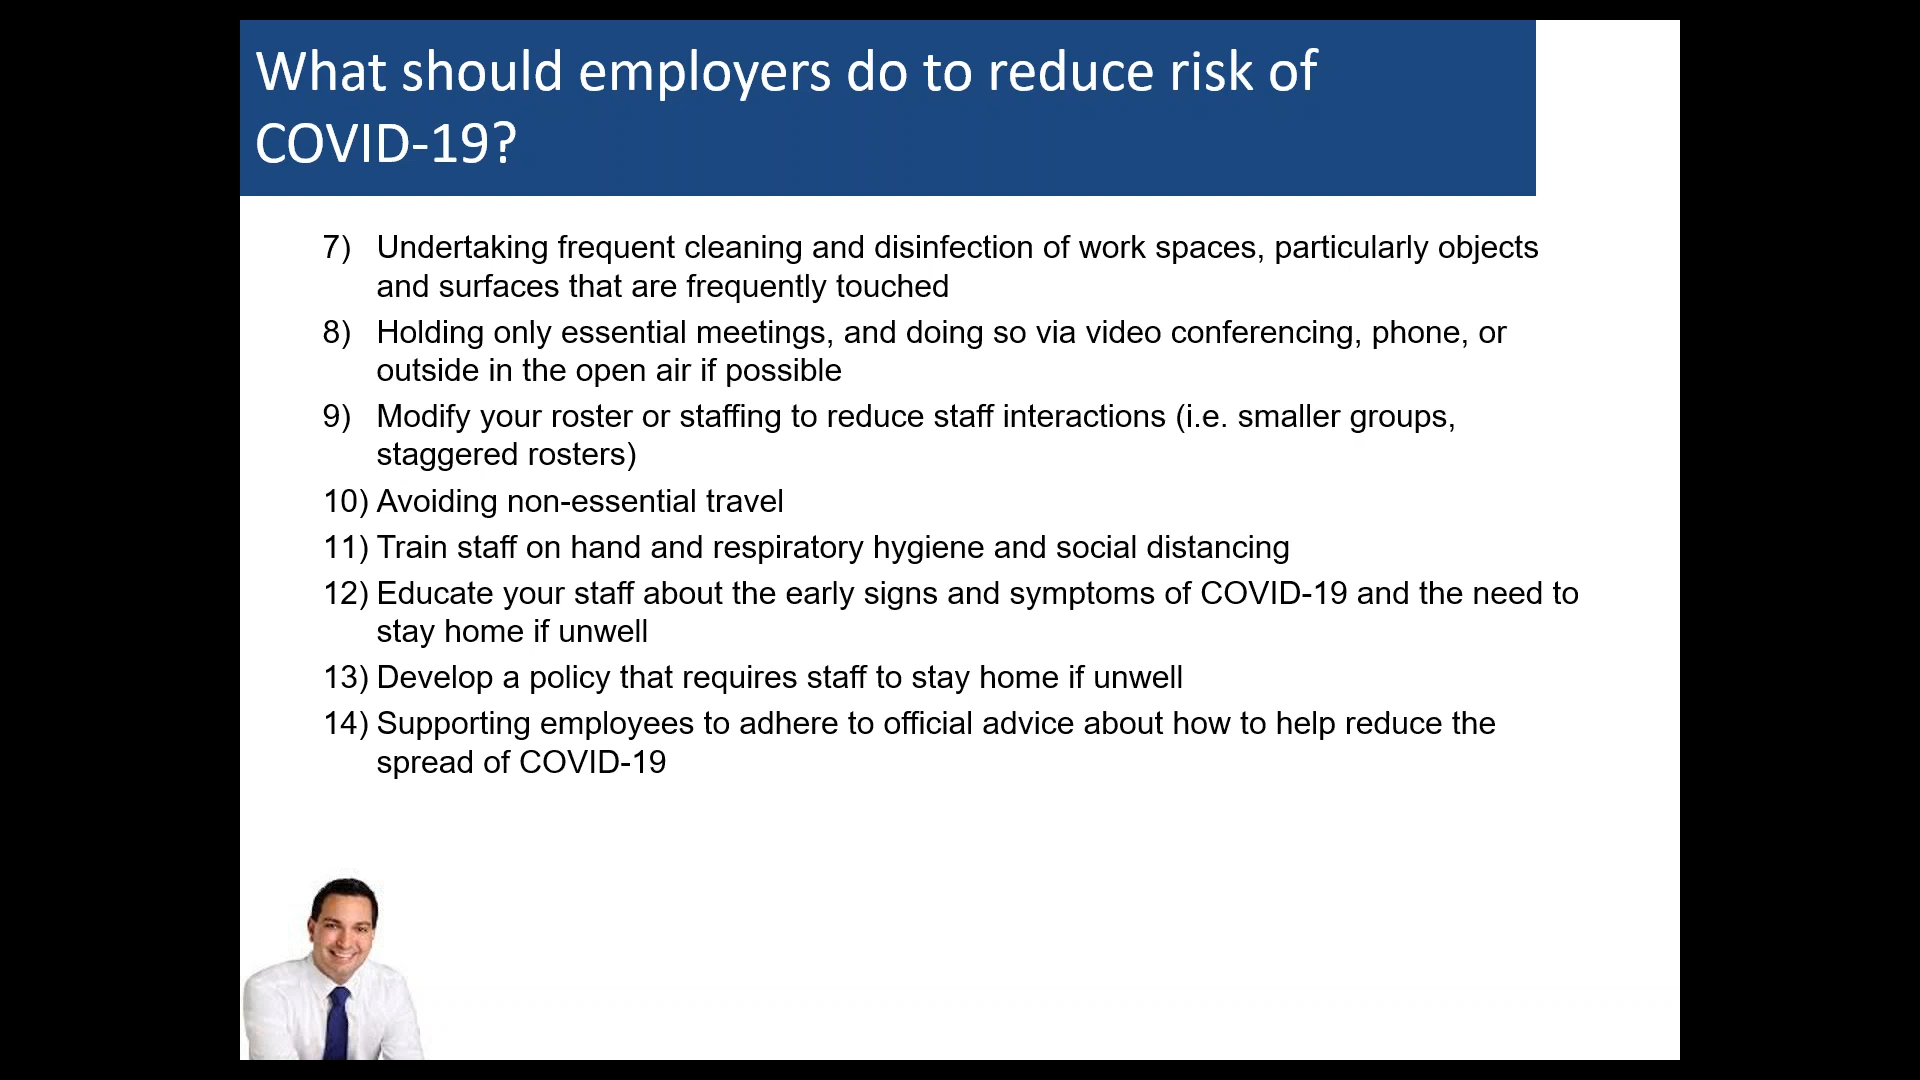 What should employers do to reduce risk of
COVID-19?
7) Undertaking frequent cleaning and disinfection of work spaces, particularly objects
and surfaces that are frequently touched
8) Holding only essential meetings, and doing so via video conferencing, phone, or
outside in the open air if possible
9) Modify your roster or staffing to reduce staff interactions (i.e. smaller groups,
staggered rosters)
10) Avoiding non-essential travel
11) Train staff on hand and respiratory hygiene and social distancing
12) Educate your staff about the early signs and symptoms of COVID-19 and the need to
stay home if unwell
13) Develop a policy that requires staff to stay home if unwell
14) Supporting employees to adhere to official advice about how to help reduce the
spread of COVID-19